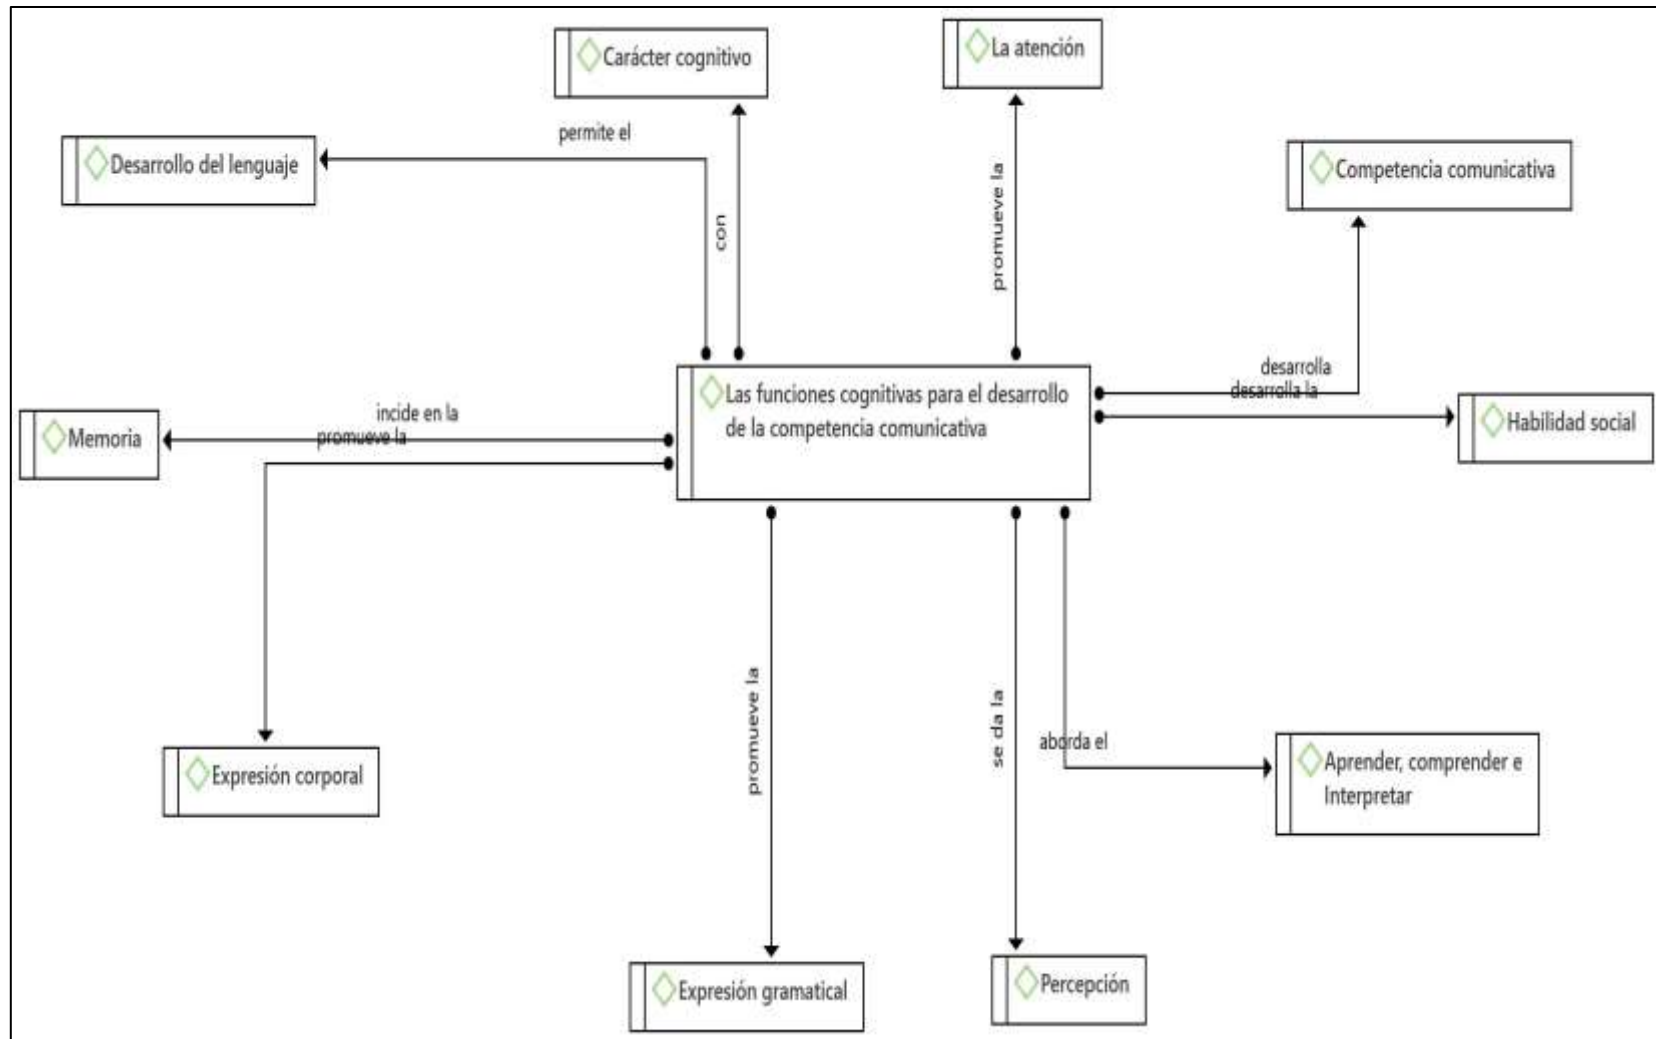 Carácter cognitivo
La atención
permite el
Desarrollo del lenguaje
Competencia comunicativa
con
promueve la
desarrolla
desarrolla la
Las funciones cognitivas para el desarrollo
de la competencia comunicativa
incide en la
promueve la
Memoria
Habilidad social
promueve la
se da la
aborda el
Expresión corporal
Aprender, comprender e
Interpretar
Expresión gramatical
Percepción